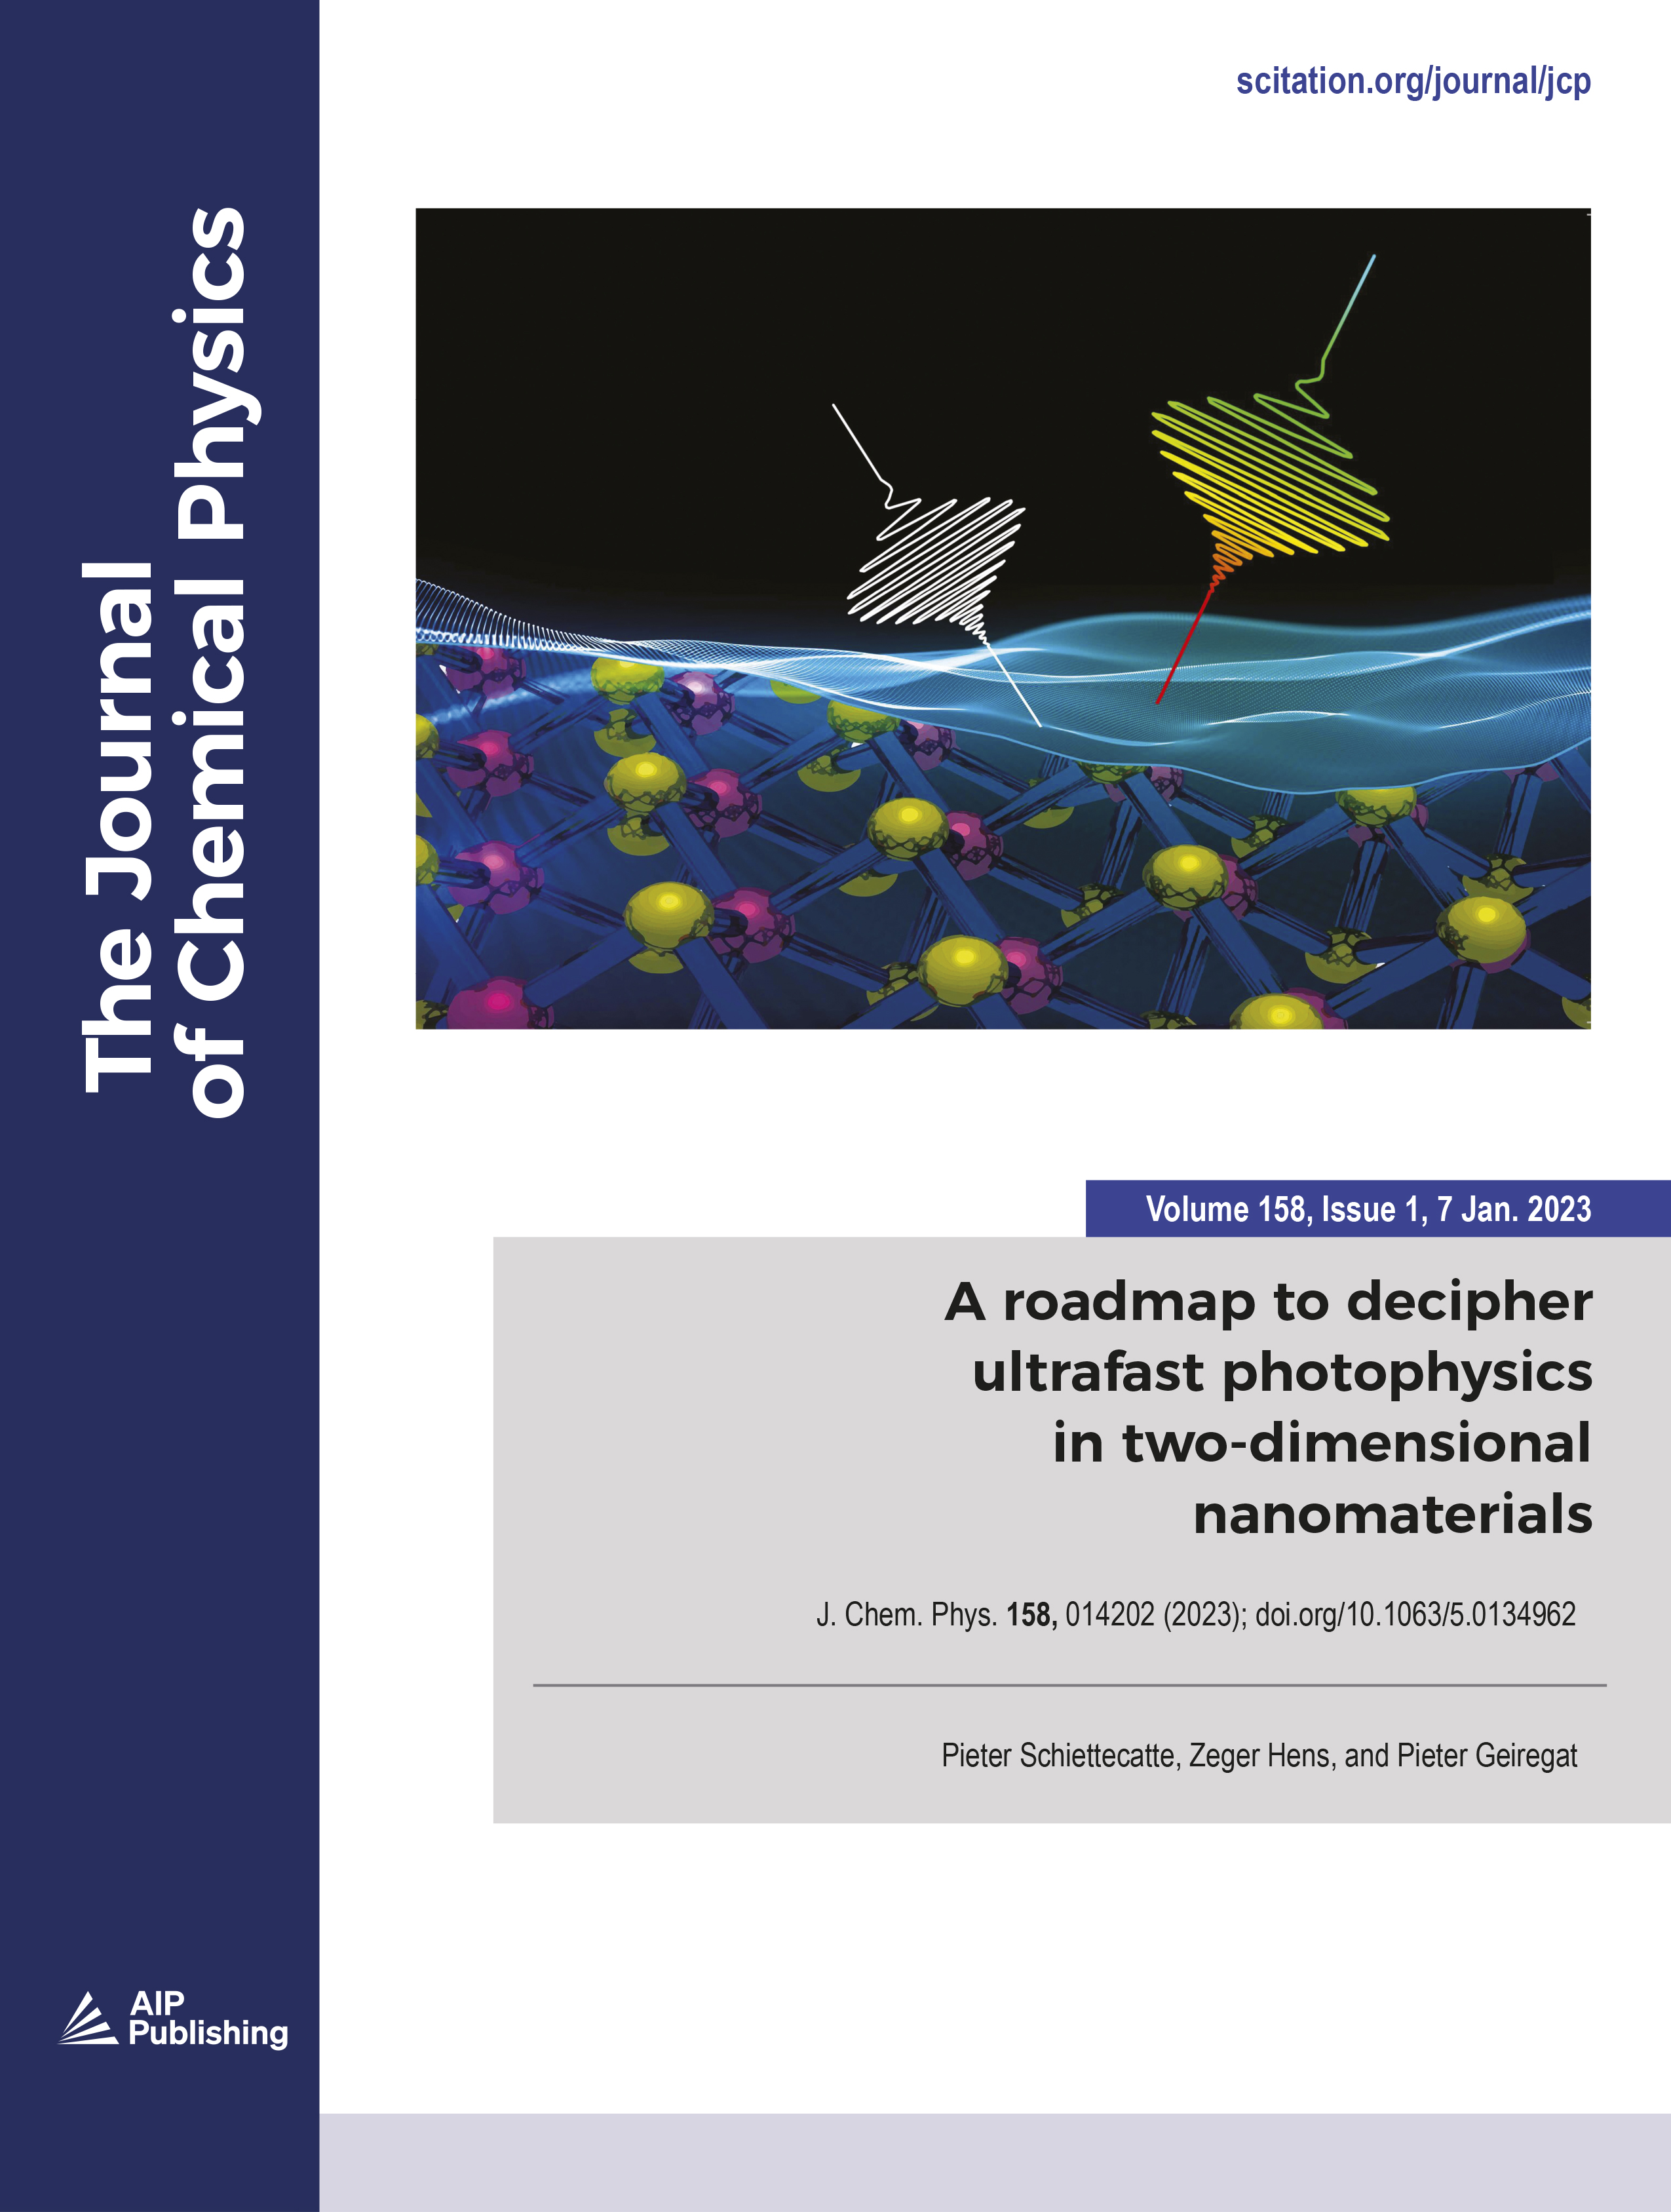 scitation.org/journal/jcp
The Journal
of Chemical Physics
Volume 158, Issue 1, 7 Jan. 2023
A roadmap to decipher
ultrafast photophysics
in two-dimensional
nanomaterials
J. Chem. Phys. 158, 014202 (2023); doi.org/10.1063/5.0134962
Pieter Schiettecatte, Zeger Hens, and Pieter Geiregat
AIP
Publishing